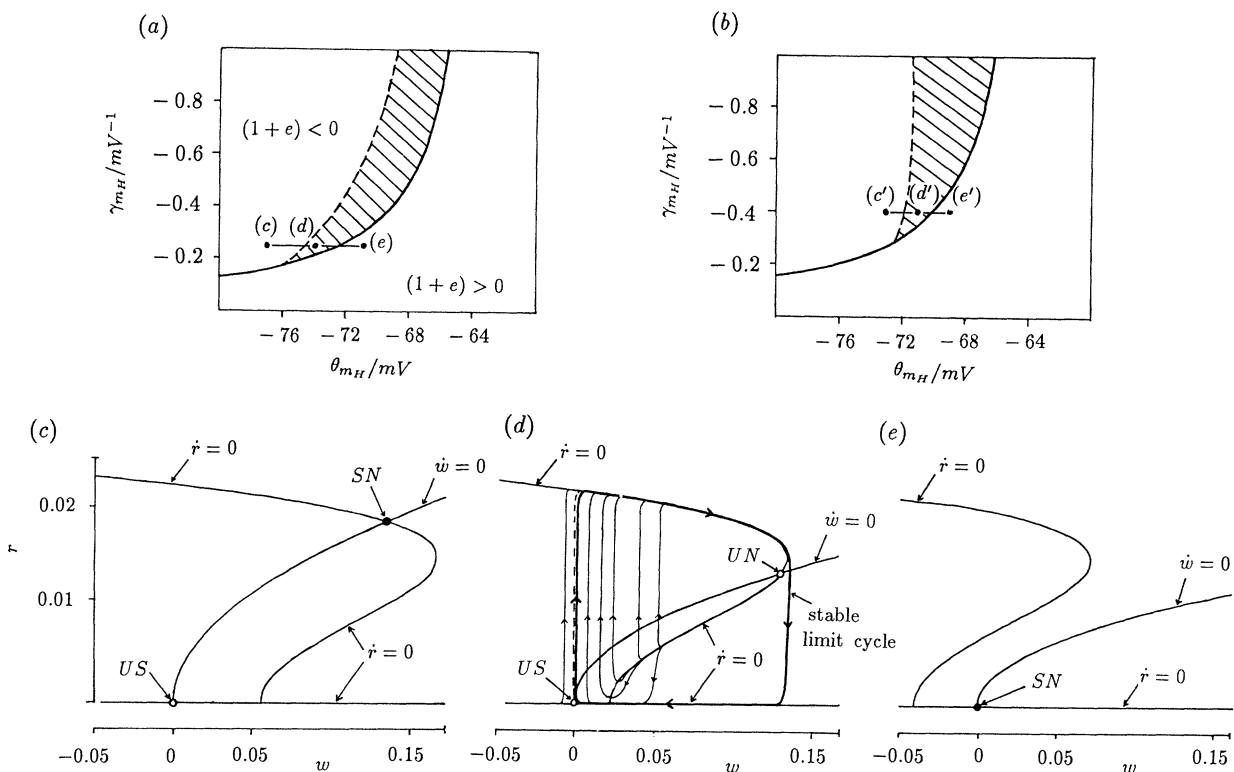 (a)
γ_{m_H}/mV⁻¹
− 0.8
− 0.6
− 0.4
− 0.2
(1 + e) < 0
(c)
(d)
(e)
(1 + e) > 0
− 76
− 72
− 68
− 64
θ_{m_H}/mV
(b)
γ_{m_H}/mV⁻¹
− 0.8
− 0.6
− 0.4
− 0.2
(c′)
(d′)
(e′)
− 76
− 72
− 68
− 64
θ_{m_H}/mV
(c)
ṙ = 0
SN
ẇ = 0
0.02
r
0.01
US
ṙ = 0
−0.05
0
0.05
w
0.15
(d)
ṙ = 0
ẇ = 0
UN
stable
limit cycle
US
ṙ = 0
−0.05
0
0.05
w
0.15
(e)
ṙ = 0
ẇ = 0
SN
ṙ = 0
−0.05
0
0.05
w
0.15